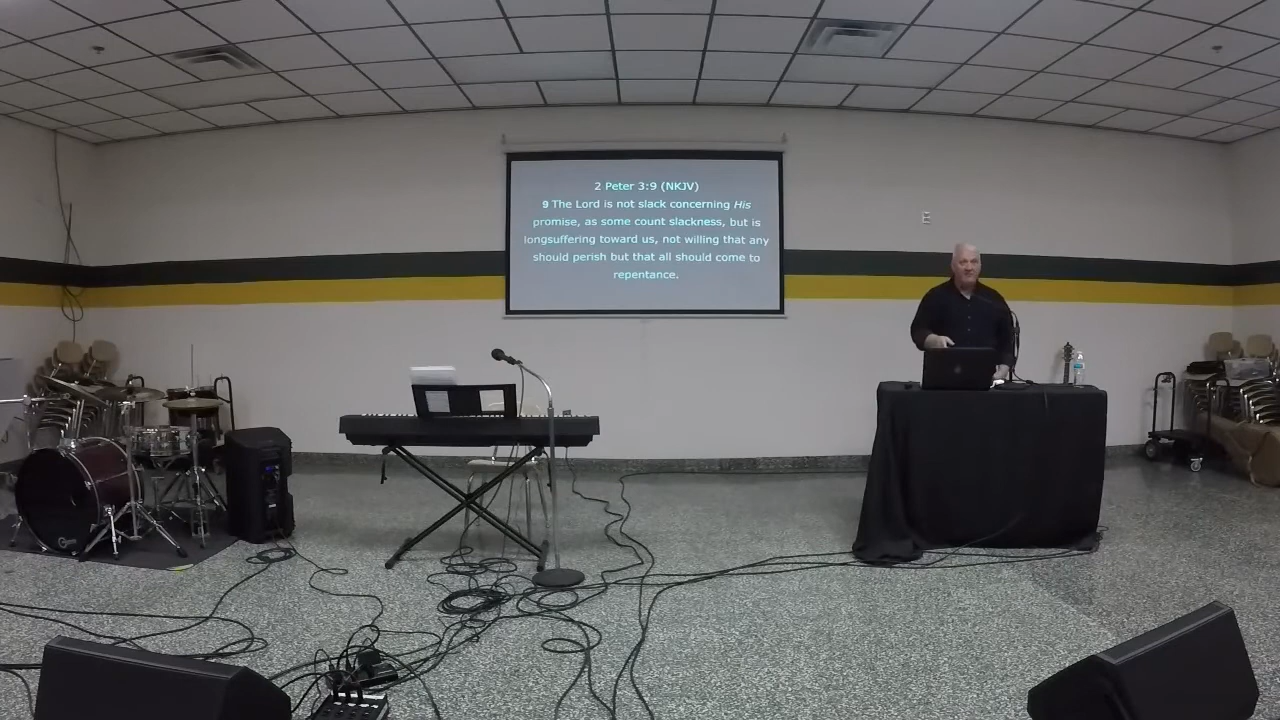 2 Peter 3:9 (NKJV)
9 The Lord is not slack concerning His
promise, as some count slackness, but is
longsuffering toward us, not willing that any
should perish but that all should come to
repentance.